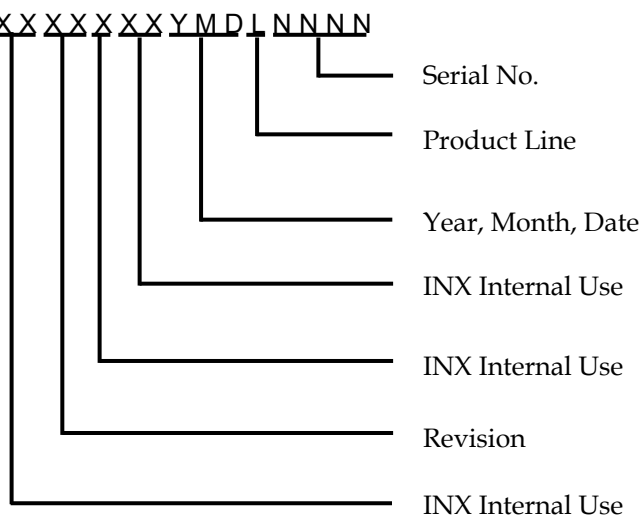 X X X X X X X Y M D L N N N N
Serial No.
Product Line
Year, Month, Date
INX Internal Use
INX Internal Use
Revision
INX Internal Use